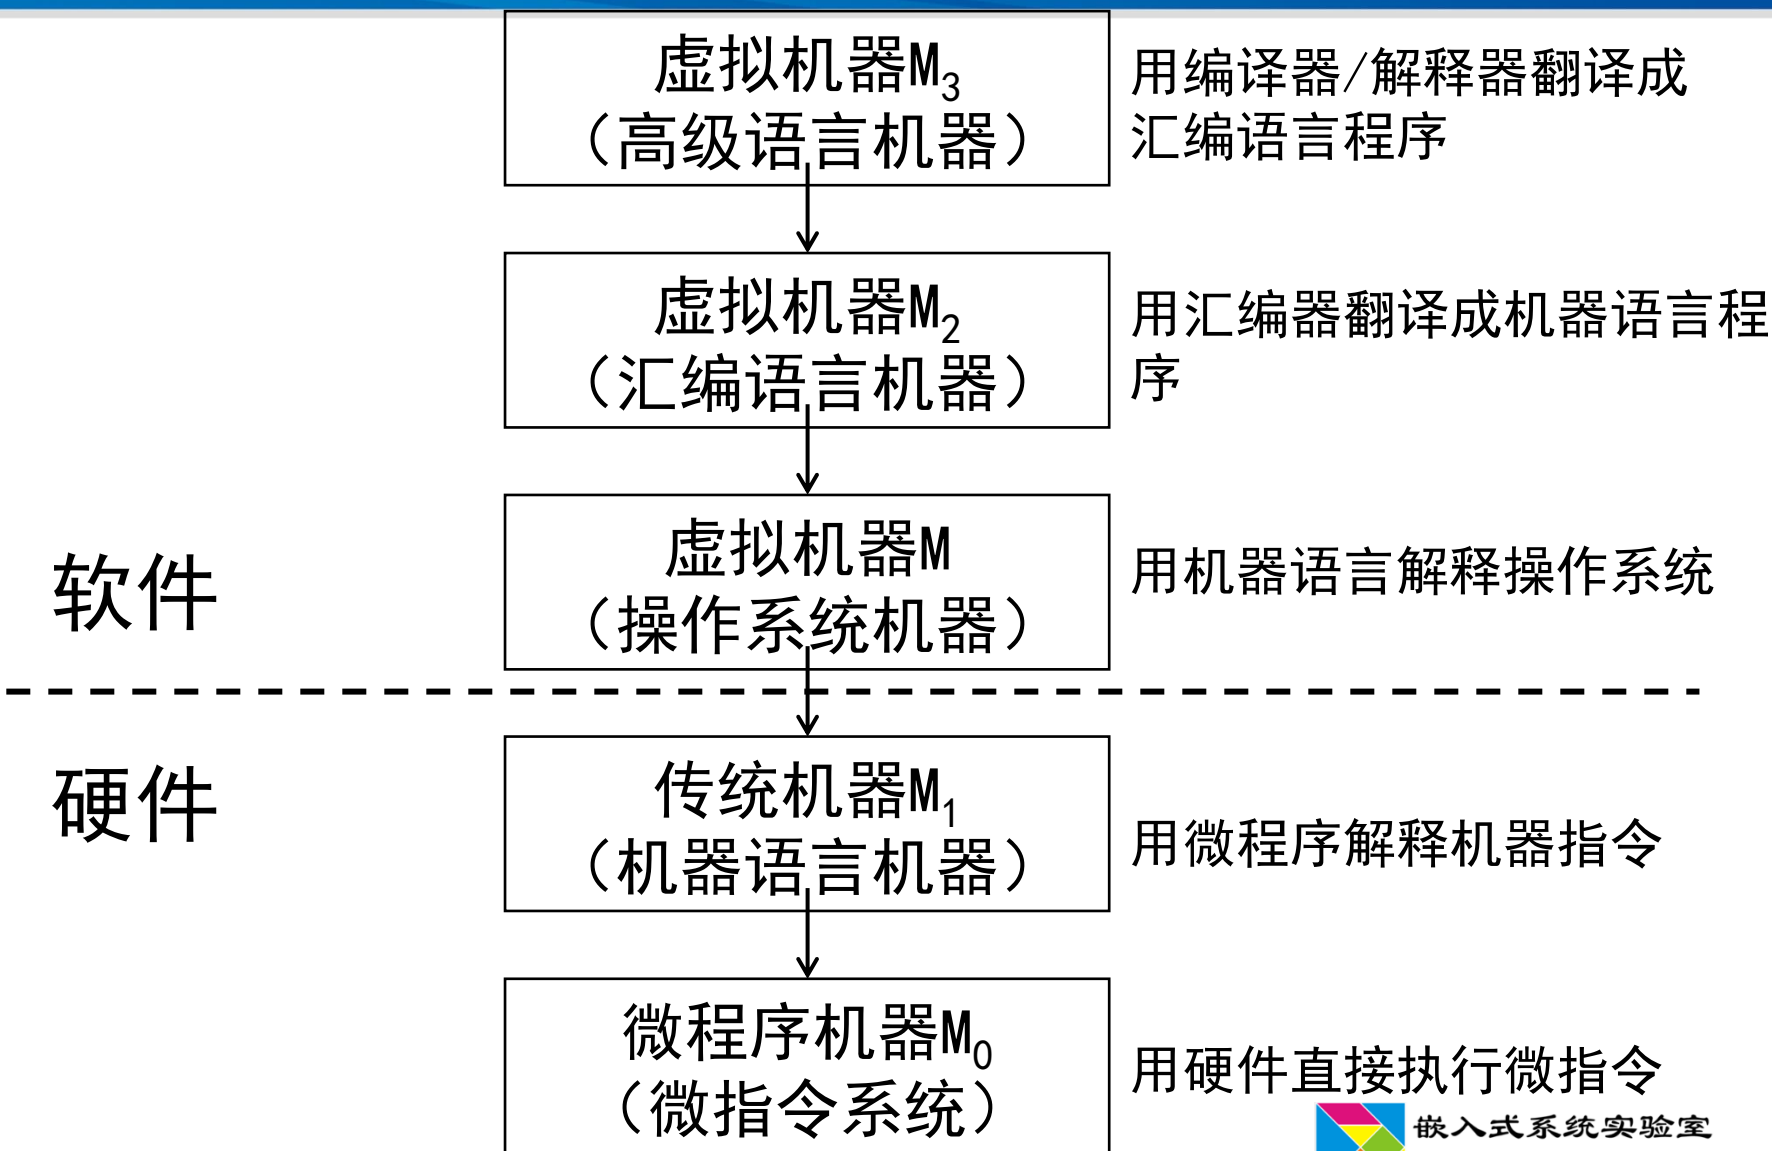 虚拟机器M3
（高级语言机器）
用编译器/解释器翻译成
汇编语言程序
虚拟机器M2
（汇编语言机器）
用汇编器翻译成机器语言程
序
虚拟机器M
（操作系统机器）
用机器语言解释操作系统
软件
硬件
传统机器M1
（机器语言机器）
用微程序解释机器指令
微程序机器M0
（微指令系统）
用硬件直接执行微指令
嵌入式系统实验室